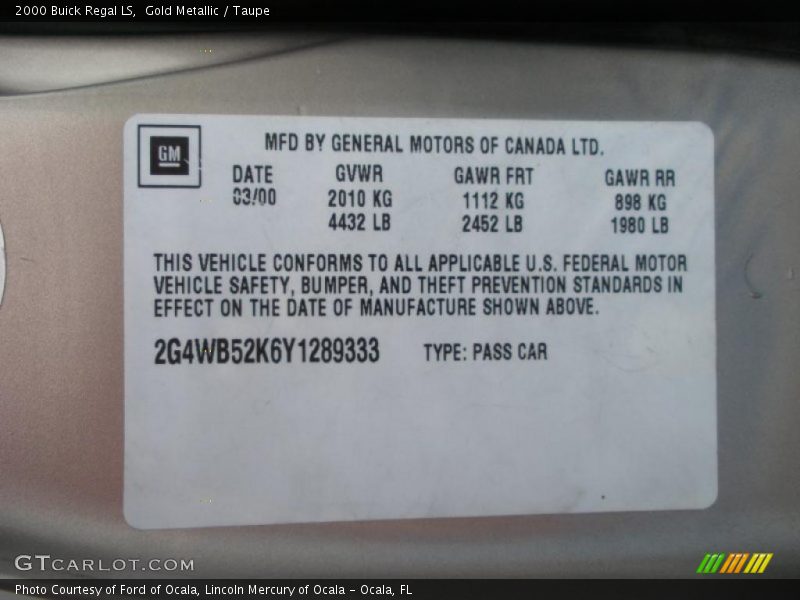 2000 Buick Regal LS,  Gold Metallic / Taupe
GM
MFD BY GENERAL MOTORS OF CANADA LTD.
DATE GVWR GAWR FRT GAWR RR
03/00 2010 KG 1112 KG 898 KG
4432 LB 2452 LB 1980 LB
THIS VEHICLE CONFORMS TO ALL APPLICABLE U.S. FEDERAL MOTOR
VEHICLE SAFETY, BUMPER, AND THEFT PREVENTION STANDARDS IN
EFFECT ON THE DATE OF MANUFACTURE SHOWN ABOVE.
2G4WB52K6Y1289333 TYPE: PASS CAR
GTCARLOT.COM
Photo Courtesy of Ford of Ocala, Lincoln Mercury of Ocala - Ocala, FL